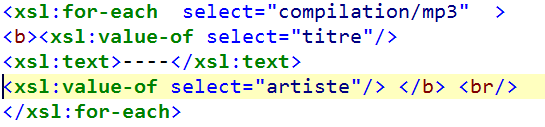 <xsl:for-each  select="compilation/mp3"  >
<b><xsl:value-of select="titre"/>
<xsl:text>----</xsl:text>
<xsl:value-of select="artiste"/> </b> <br/>
</xsl:for-each>